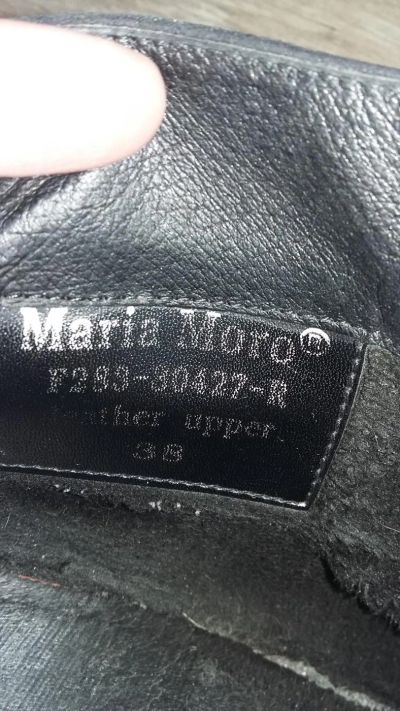 Maria Moro®
F293-30427-R
leather upper.
38